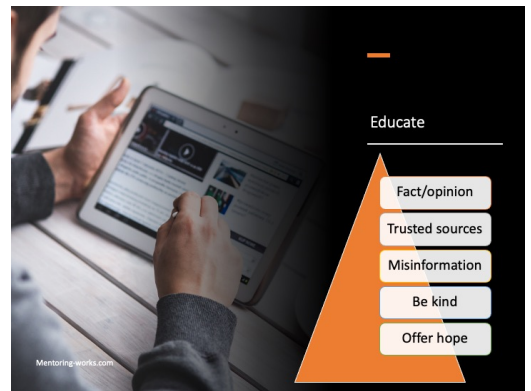 Educate
Fact/opinion
Trusted sources
Misinformation
Be kind
Offer hope
Mentoring-works.com